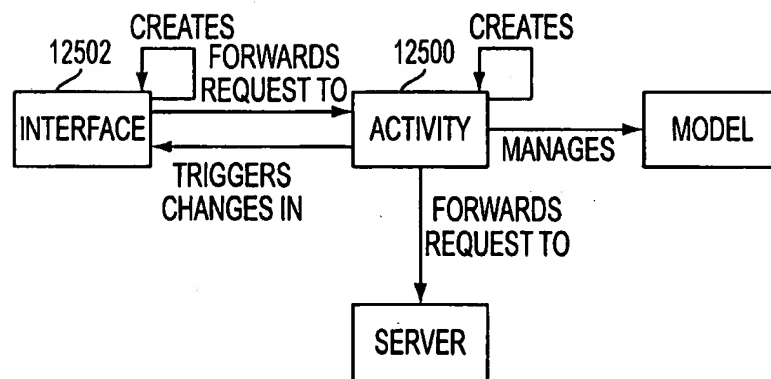 CREATES
12502
FORWARDS
REQUEST TO
12500
CREATES
INTERFACE
ACTIVITY
MODEL
MANAGES
TRIGGERS
CHANGES IN
FORWARDS
REQUEST TO
SERVER